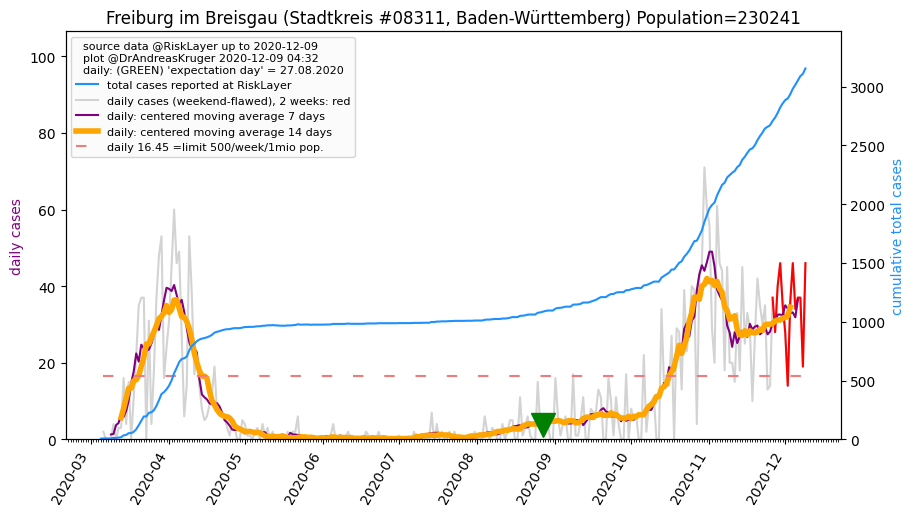 Freiburg im Breisgau (Stadtkreis #08311, Baden-Württemberg) Population=230241
source data @RiskLayer up to 2020-12-09
plot @DrAndreasKruger 2020-12-09 04:32
daily: (GREEN) 'expectation day' = 27.08.2020
total cases reported at RiskLayer
daily cases (weekend-flawed), 2 weeks: red
daily: centered moving average 7 days
daily: centered moving average 14 days
daily 16.45 =limit 500/week/1mio pop.
daily cases
100
80
60
40
20
0
cumulative total cases
3000
2500
2000
1500
1000
500
0
2020-03
2020-04
2020-05
2020-06
2020-07
2020-08
2020-09
2020-10
2020-11
2020-12